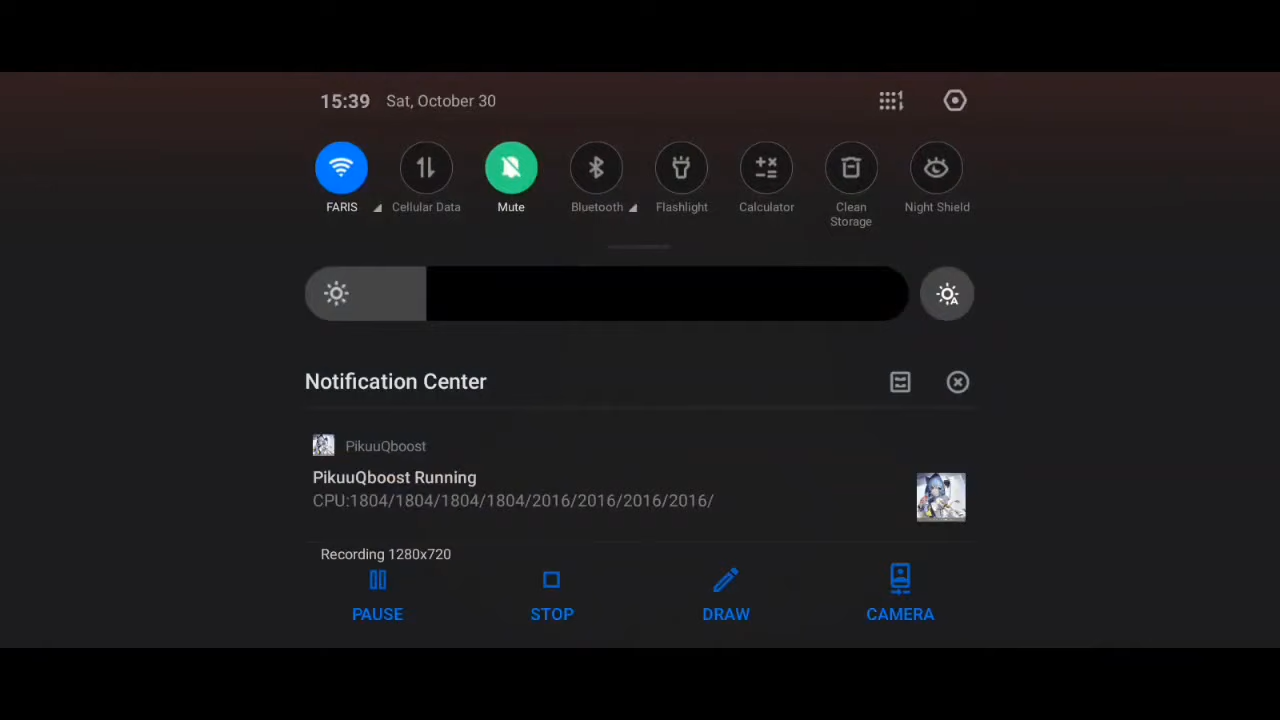 15:39 Sat, October 30
FARIS Cellular Data Mute Bluetooth Flashlight Calculator Clean Storage Night Shield
Notification Center
PikuuQboost
PikuuQboost Running
CPU:1804/1804/1804/1804/2016/2016/2016/2016/
Recording 1280x720
PAUSE STOP DRAW CAMERA